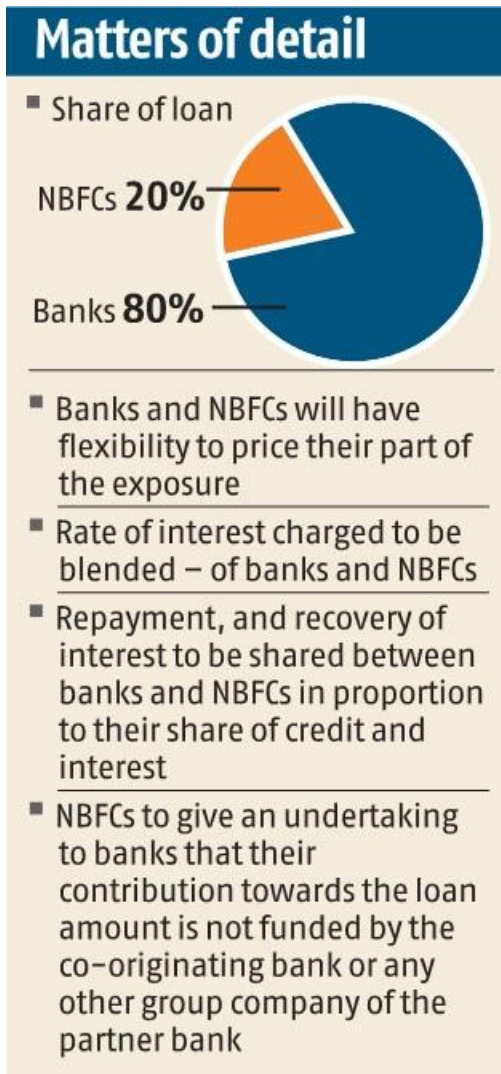 Matters of detail
■ Share of loan
NBFCs 20%
Banks 80%
■ Banks and NBFCs will have
flexibility to price their part of
the exposure
■ Rate of interest charged to be
blended – of banks and NBFCs
■ Repayment, and recovery of
interest to be shared between
banks and NBFCs in proportion
to their share of credit and
interest
■ NBFCs to give an undertaking
to banks that their
contribution towards the loan
amount is not funded by the
co-originating bank or any
other group company of the
partner bank